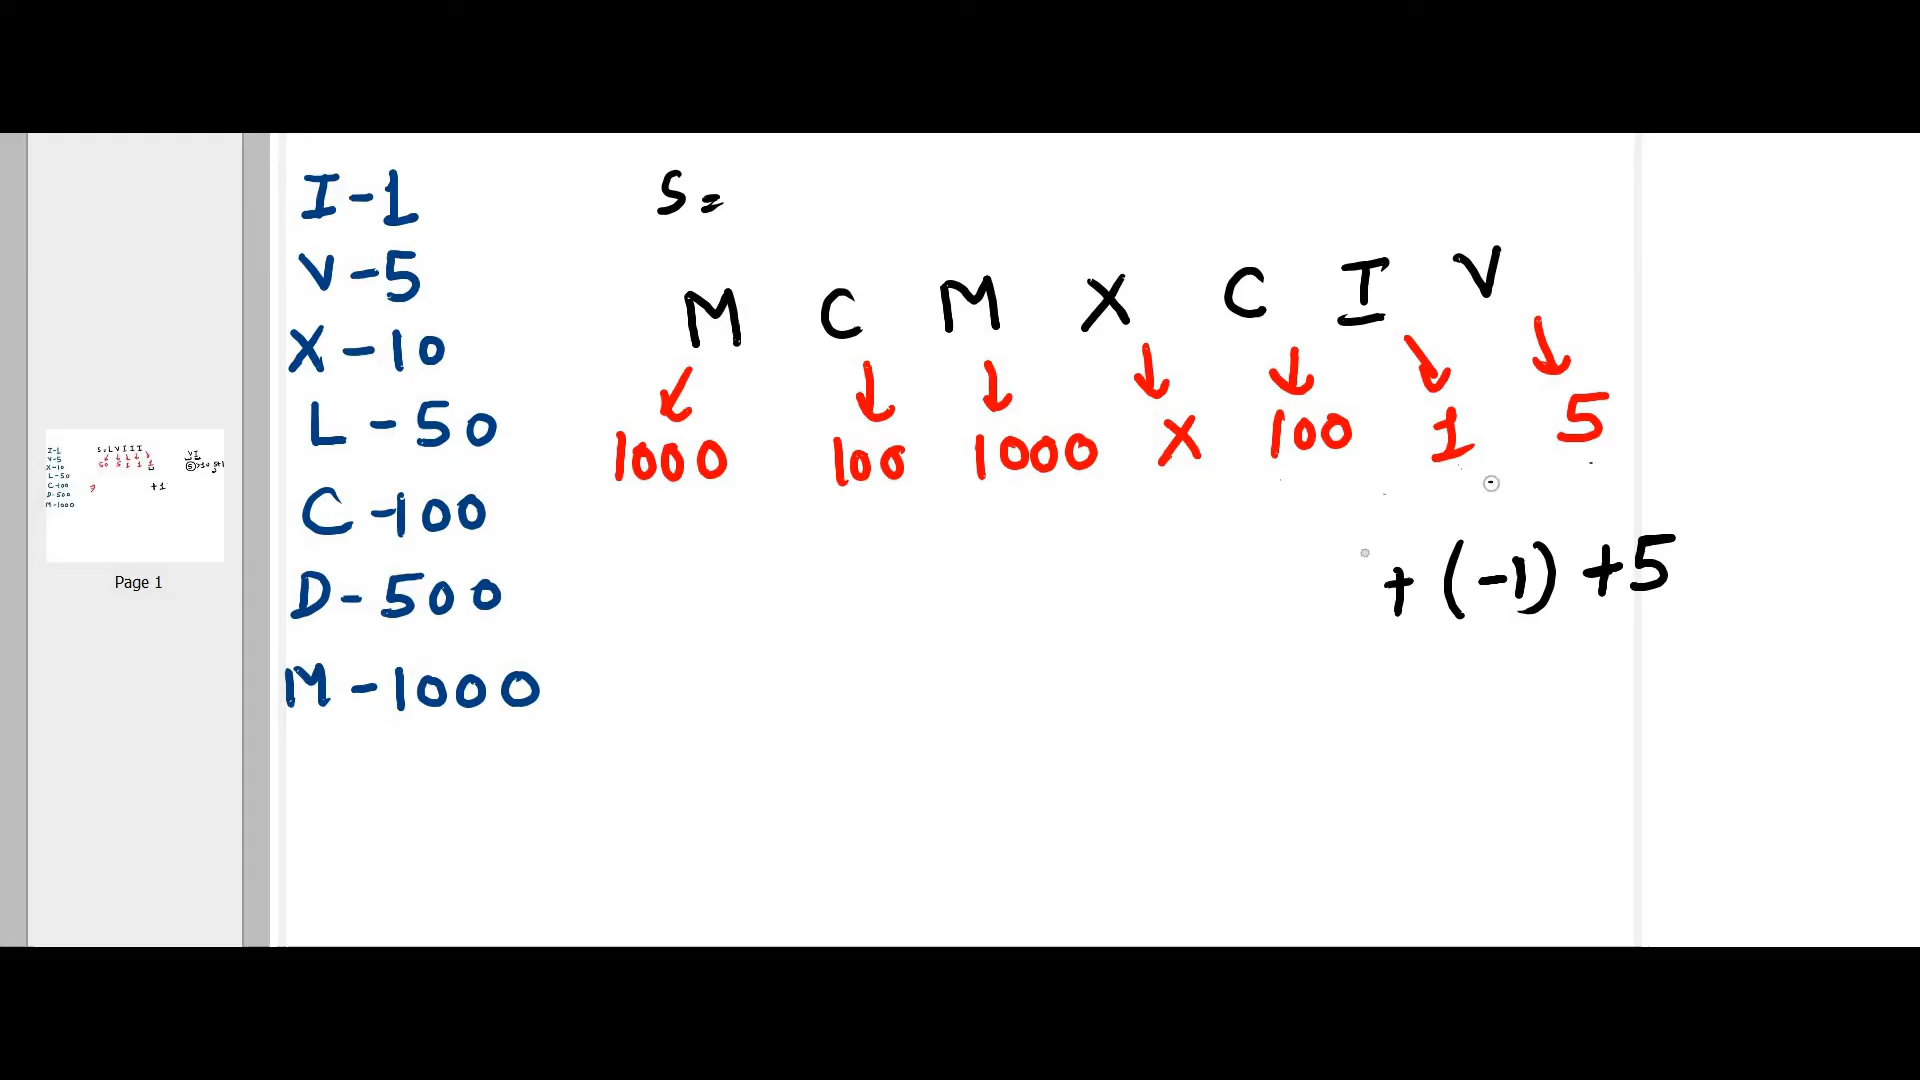 I - 1
V - 5
X - 10
L - 50
C - 100
D - 500
M - 1000
S =
M C M X C I V
1000 100 1000 X 100 1 5
+ (-1) + 5
Page 1